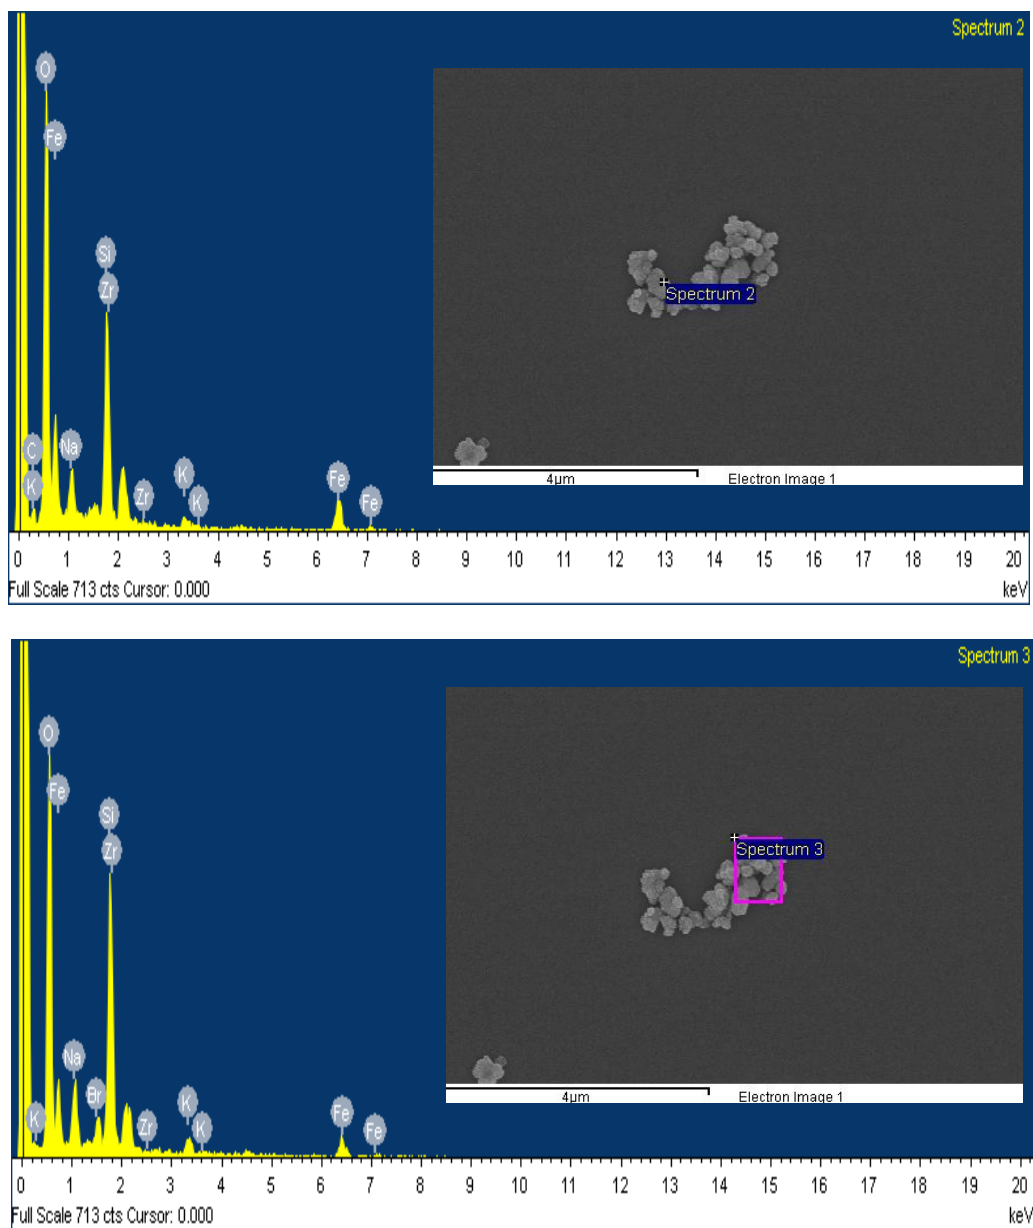 Spectrum 2
O
Fe
Si
Zr
C
K
Na
Zr
K
K
Fe
Fe
Spectrum 2
4µm Electron Image 1
0 1 2 3 4 5 6 7 8 9 10 11 12 13 14 15 16 17 18 19 20
Full Scale 713 cts Cursor: 0.000 keV
Spectrum 3
O
Fe
Si
Zr
Na
Br
K
Zr
K
K
Fe
Fe
Spectrum 3
4µm Electron Image 1
0 1 2 3 4 5 6 7 8 9 10 11 12 13 14 15 16 17 18 19 20
Full Scale 713 cts Cursor: 0.000 keV